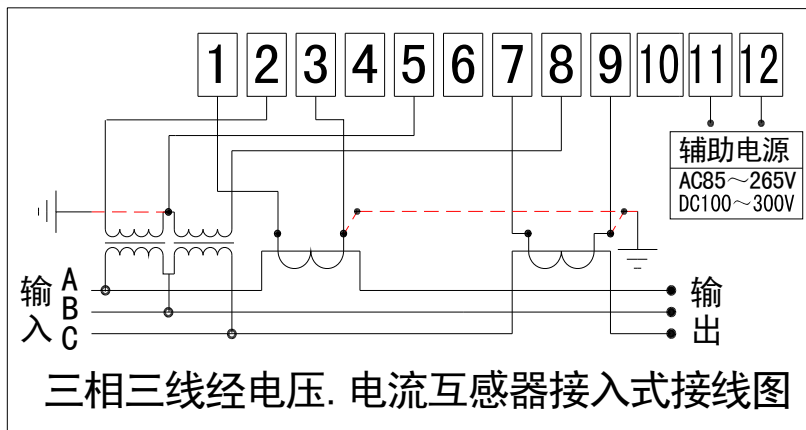 1 2 3 4 5 6 7 8 9 10 11 12
辅助电源
AC85～265V
DC100～300V
输入
A
B
C
输出
三相三线经电压. 电流互感器接入式接线图